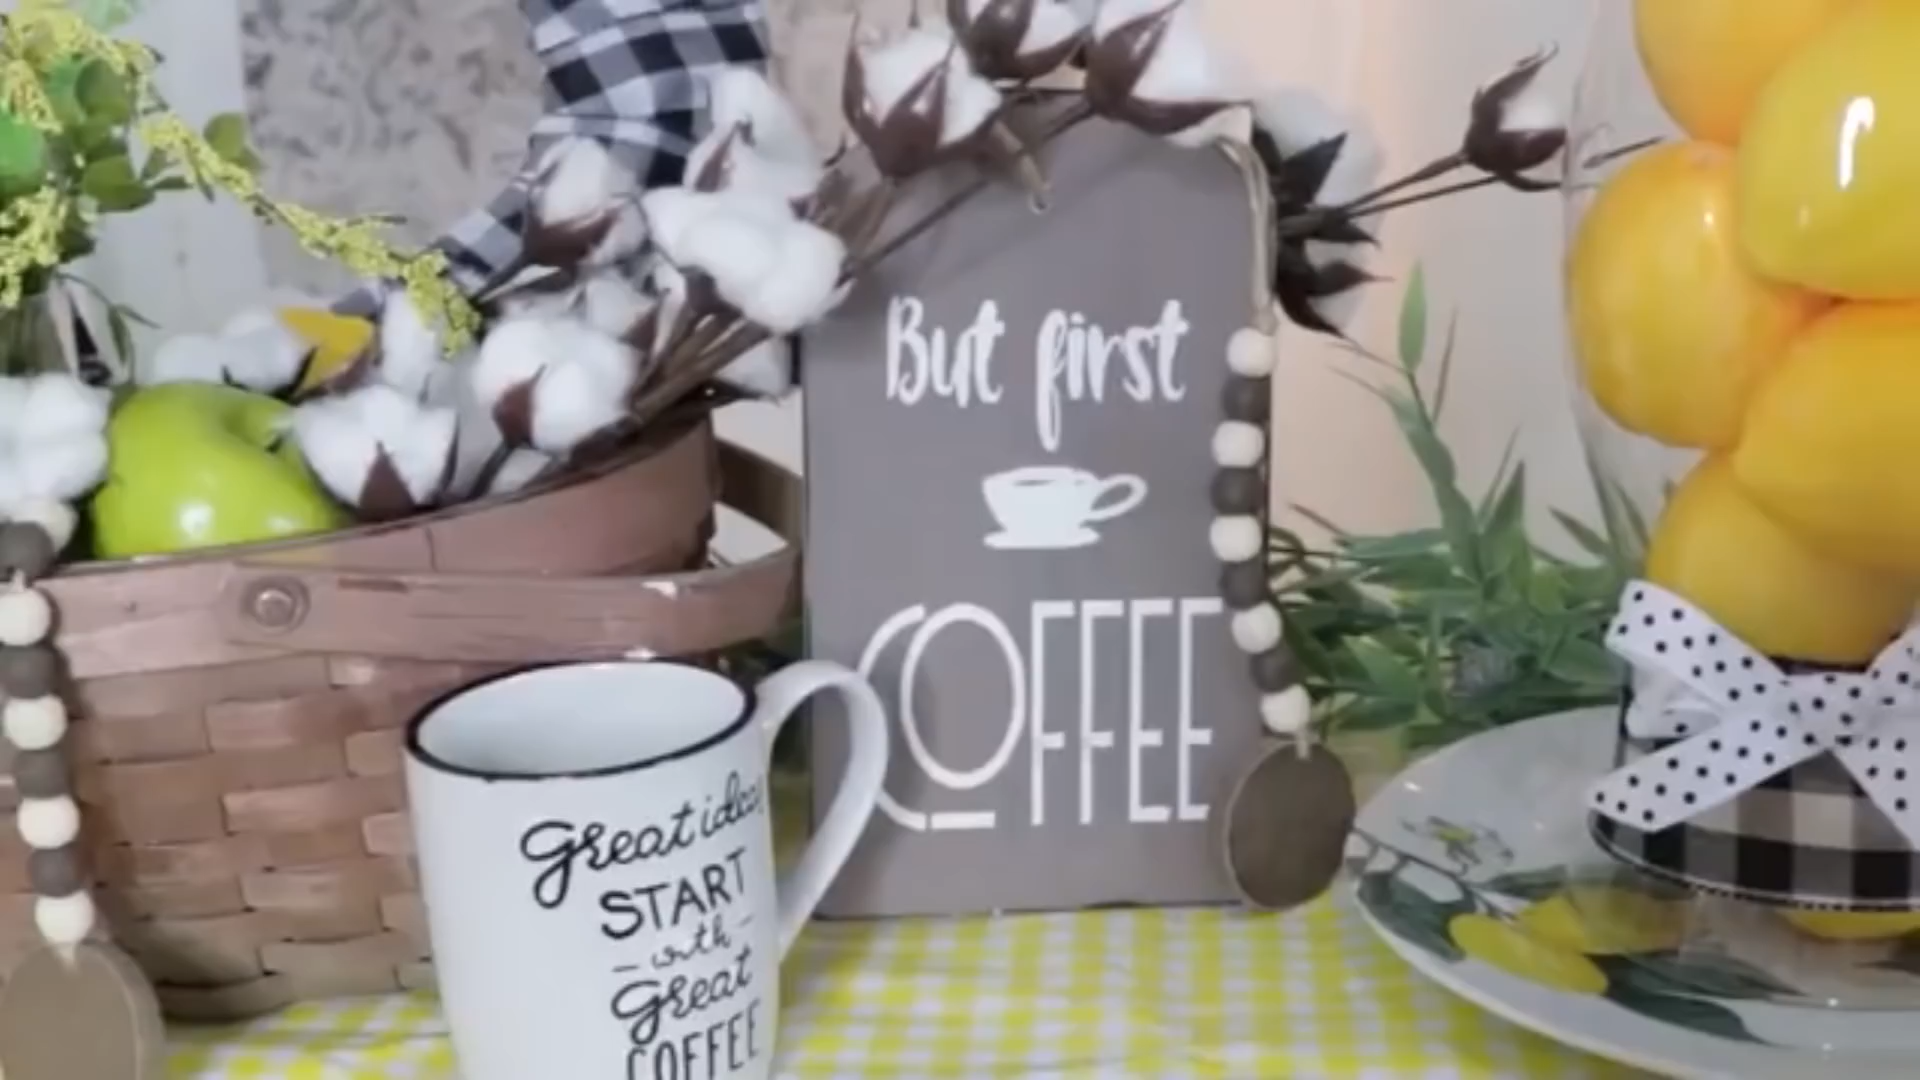 But first
COFFEE
Great ideas
START
- with -
Great
COFFEE